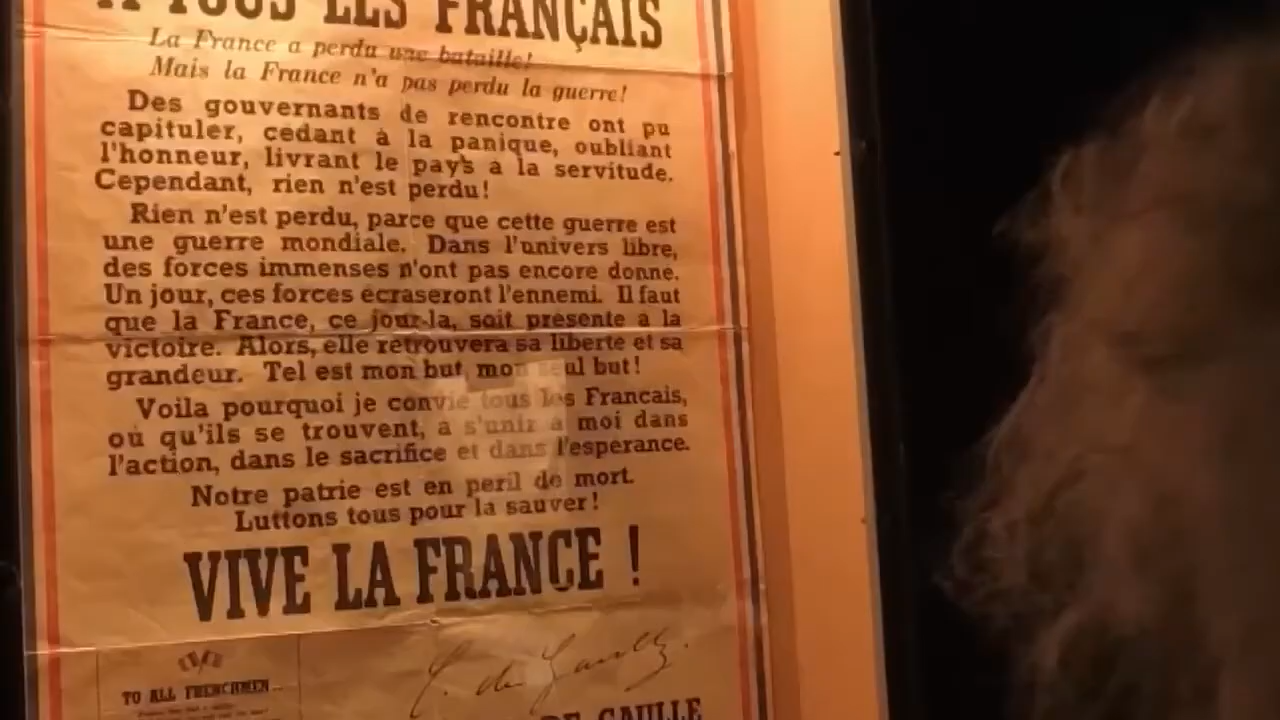 A TOUS LES FRANÇAIS
La France a perdu une bataille!
Mais la France n'a pas perdu la guerre!
Des gouvernants de rencontre ont pu
capituler, cédant à la panique, oubliant
l'honneur, livrant le pays à la servitude.
Cependant, rien n'est perdu!
Rien n'est perdu, parce que cette guerre est
une guerre mondiale. Dans l'univers libre,
des forces immenses n'ont pas encore donné.
Un jour, ces forces écraseront l'ennemi. Il faut
que la France, ce jour-là, soit présente à la
victoire. Alors, elle retrouvera sa liberté et sa
grandeur. Tel est mon but, mon seul but!
Voilà pourquoi je convie tous les Francais,
où qu'ils se trouvent, à s'unir à moi dans
l'action, dans le sacrifice et dans l'espérance.
Notre patrie est en péril de mort.
Luttons tous pour la sauver!
VIVE LA FRANCE !
C. de Gaulle.
TO ALL FRENCHMEN...
DE GAULLE